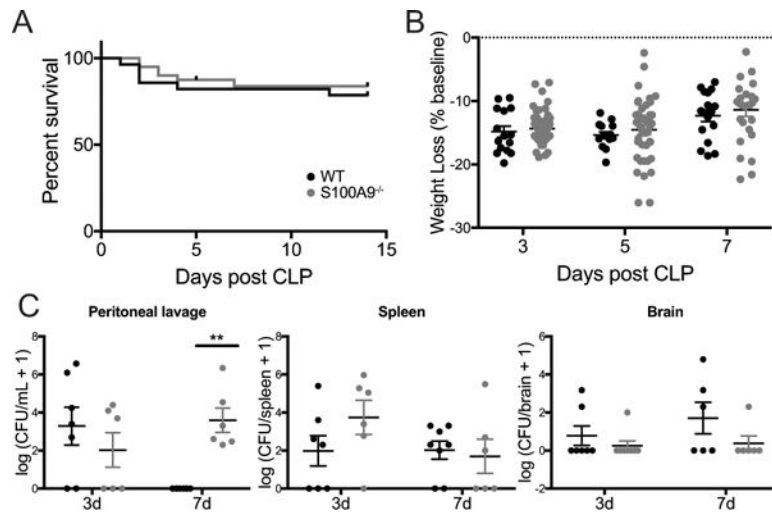 A
Percent survival
100
50
0
0 5 10 15
Days post CLP
WT
S100A9-/-
B
Weight Loss (% baseline)
0
-10
-20
-30
3 5 7
Days post CLP
C
Peritoneal lavage
log (CFU/mL + 1)
8
6
4
2
0
**
3d 7d
Spleen
log (CFU/spleen + 1)
8
6
4
2
0
3d 7d
Brain
log (CFU/brain + 1)
6
4
2
0
-2
3d 7d